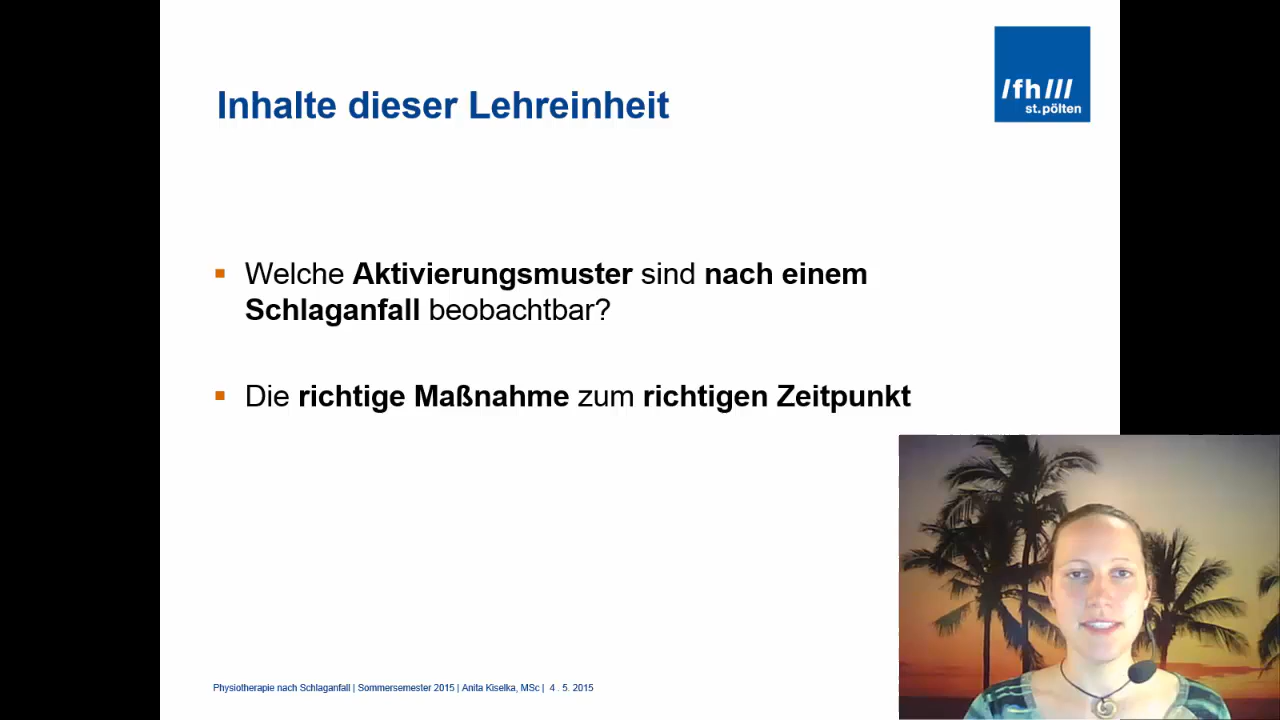 Inhalte dieser Lehreinheit
/fh///
st.pölten
Welche Aktivierungsmuster sind nach einem
Schlaganfall beobachtbar?
Die richtige Maßnahme zum richtigen Zeitpunkt
Physiotherapie nach Schlaganfall | Sommersemester 2015 | Anita Kiselka, MSc | 4 . 5. 2015